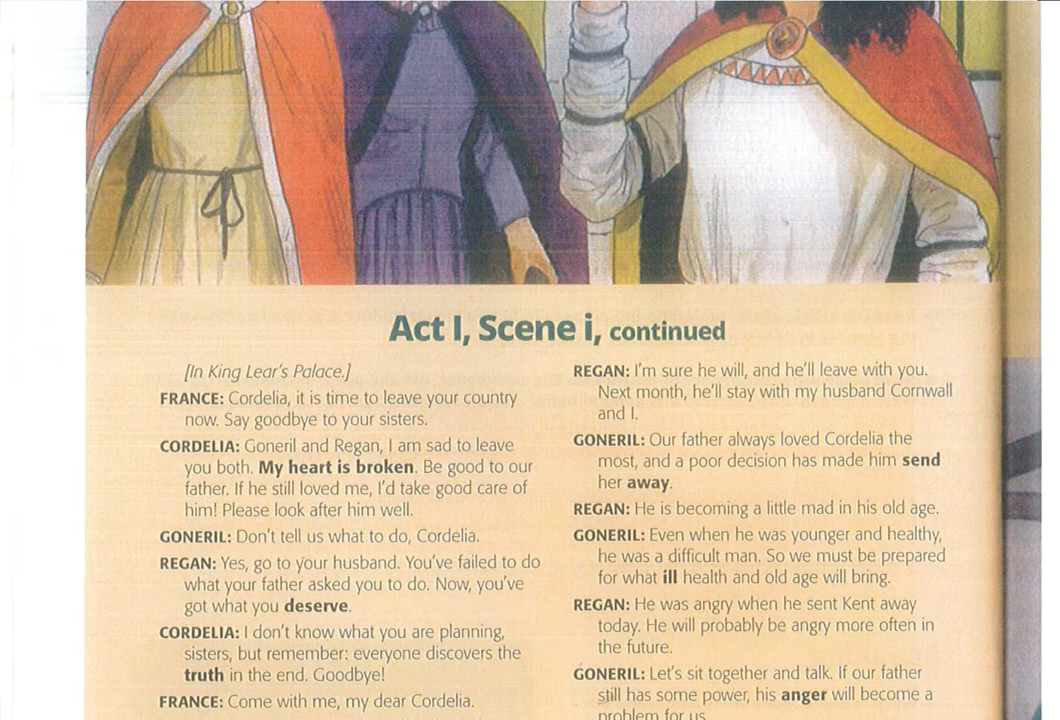 Act I, Scene i, continued
[In King Lear's Palace.]
FRANCE: Cordelia, it is time to leave your country
now. Say goodbye to your sisters.
CORDELIA: Goneril and Regan, I am sad to leave
you both. My heart is broken. Be good to our
father. If he still loved me, I'd take good care of
him! Please look after him well.
GONERIL: Don't tell us what to do, Cordelia.
REGAN: Yes, go to your husband. You've failed to do
what your father asked you to do. Now, you've
got what you deserve.
CORDELIA: I don't know what you are planning,
sisters, but remember: everyone discovers the
truth in the end. Goodbye!
FRANCE: Come with me, my dear Cordelia.
REGAN: I'm sure he will, and he'll leave with you.
Next month, he'll stay with my husband Cornwall
and I.
GONERIL: Our father always loved Cordelia the
most, and a poor decision has made him send
her away.
REGAN: He is becoming a little mad in his old age.
GONERIL: Even when he was younger and healthy,
he was a difficult man. So we must be prepared
for what ill health and old age will bring.
REGAN: He was angry when he sent Kent away
today. He will probably be angry more often in
the future.
GONERIL: Let's sit together and talk. If our father
still has some power, his anger will become a
problem for us